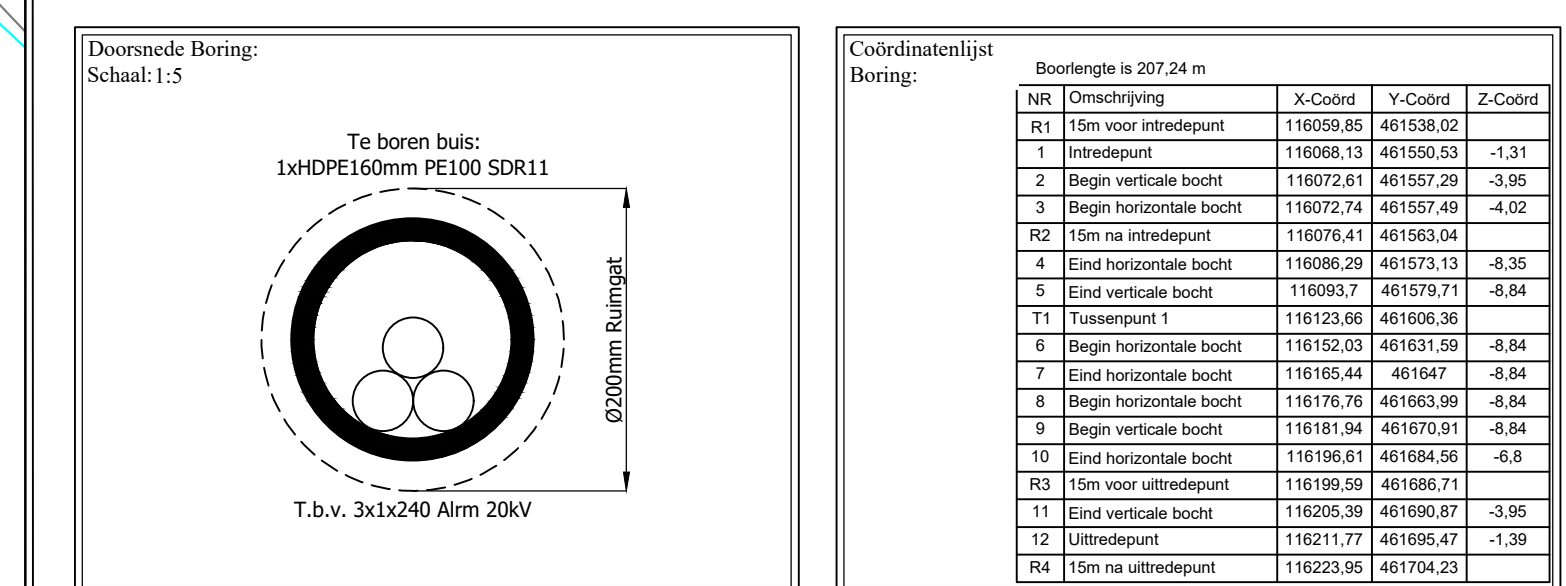 Doorsnede Boring:
Schaal:1:5
Te boren buis:
1xHDPE160mm PE100 SDR11
Ø200mm Ruimgat
T.b.v. 3x1x240 Alrm 20kV
Coördinatenlijst
Boring:
Boorlengte is 207,24 m
NR Omschrijving X-Coörd Y-Coörd Z-Coörd
R1 15m voor intredepunt 116059,85 461538,02
1 Intredepunt 116068,13 461550,53 -1,31
2 Begin verticale bocht 116072,61 461557,29 -3,95
3 Begin horizontale bocht 116072,74 461557,49 -4,02
R2 15m na intredepunt 116076,41 461563,04
4 Eind horizontale bocht 116086,29 461573,13 -8,35
5 Eind verticale bocht 116093,7 461579,71 -8,84
T1 Tussenpunt 1 116123,66 461606,36
6 Begin horizontale bocht 116152,03 461631,59 -8,84
7 Eind horizontale bocht 116165,44 461647 -8,84
8 Begin horizontale bocht 116176,76 461663,99 -8,84
9 Begin verticale bocht 116181,94 461670,91 -8,84
10 Eind horizontale bocht 116196,61 461684,56 -6,8
R3 15m voor uittredepunt 116199,59 461686,71
11 Eind verticale bocht 116205,39 461690,87 -3,95
12 Uittredepunt 116211,77 461695,47 -1,39
R4 15m na uittredepunt 116223,95 461704,23